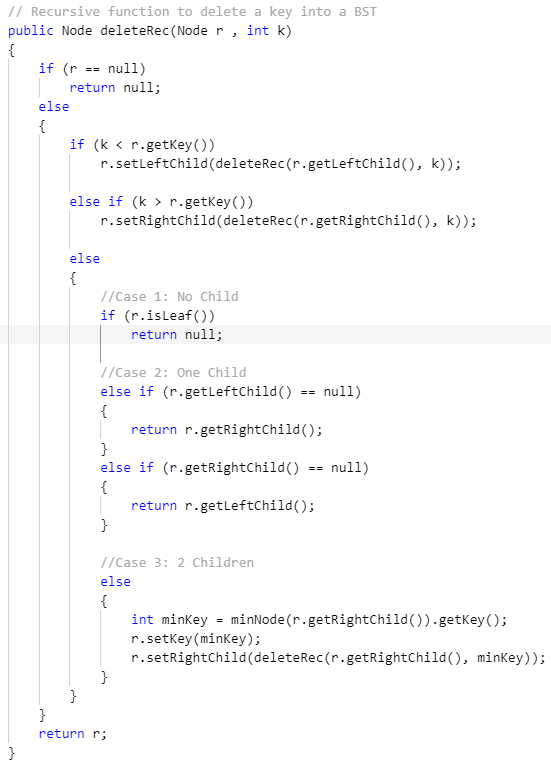 // Recursive function to delete a key into a BST
public Node deleteRec(Node r , int k)
{
    if (r == null)
        return null;
    else
    {
        if (k < r.getKey())
            r.setLeftChild(deleteRec(r.getLeftChild(), k));

        else if (k > r.getKey())
            r.setRightChild(deleteRec(r.getRightChild(), k));

        else
        {
            //Case 1: No Child
            if (r.isLeaf())
                return null;

            //Case 2: One Child
            else if (r.getLeftChild() == null)
            {
                return r.getRightChild();
            }
            else if (r.getRightChild() == null)
            {
                return r.getLeftChild();
            }

            //Case 3: 2 Children
            else
            {
                int minKey = minNode(r.getRightChild()).getKey();
                r.setKey(minKey);
                r.setRightChild(deleteRec(r.getRightChild(), minKey));
            }
        }
    }
    return r;
}